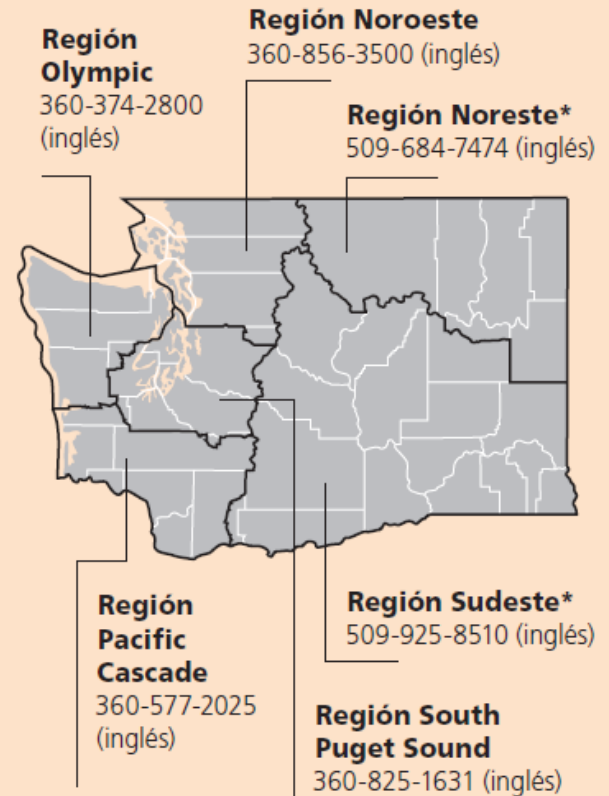 Región Noroeste
360-856-3500 (inglés)
Región
Olympic
360-374-2800
(inglés)
Región Noreste*
509-684-7474 (inglés)
Región
Pacific
Cascade
360-577-2025
(inglés)
Región Sudeste*
509-925-8510 (inglés)
Región South
Puget Sound
360-825-1631 (inglés)